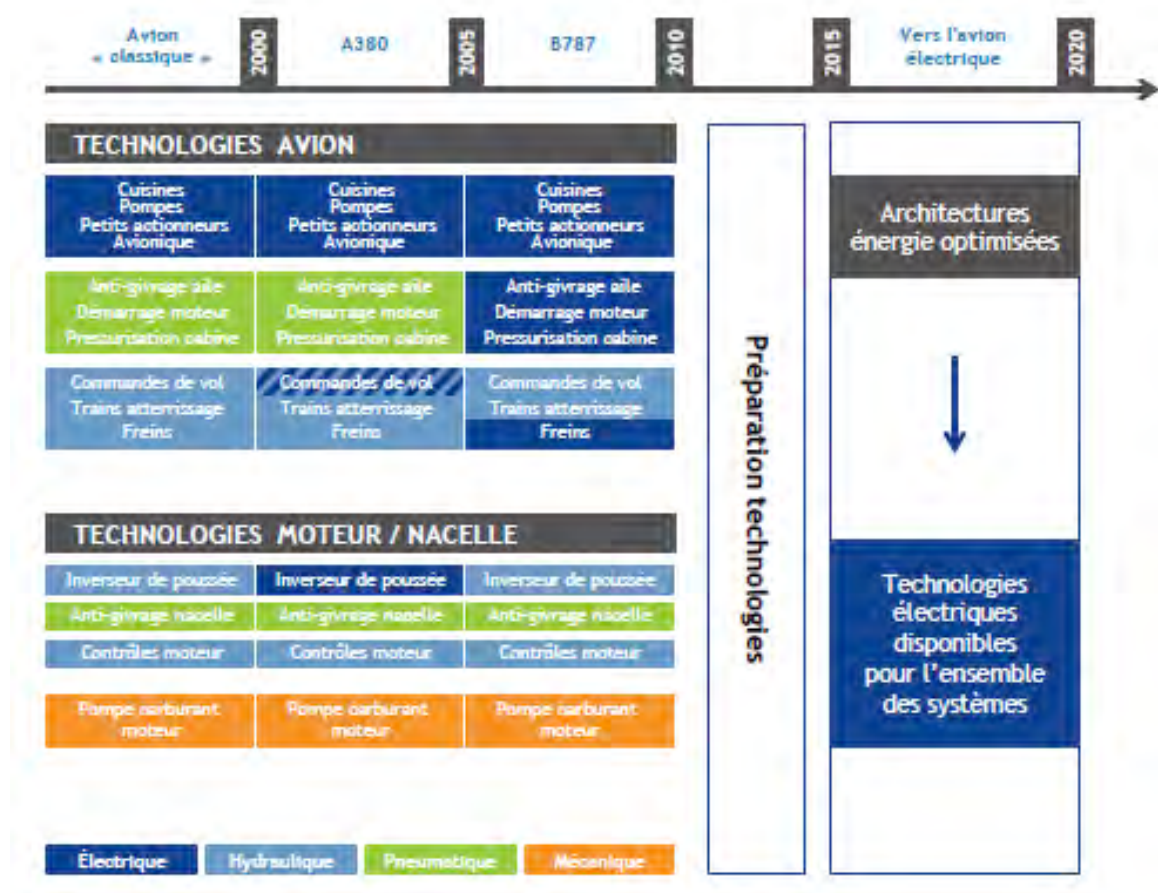 Avion
« classique »
2000
A380
2005
B787
2010
2015
Vers l'avion
électrique
2020
TECHNOLOGIES AVION
Cuisines
Pompes
Petits actionneurs
Avionique
Cuisines
Pompes
Petits actionneurs
Avionique
Cuisines
Pompes
Petits actionneurs
Avionique
Anti-givrage aile
Démarrage moteur
Pressurisation cabine
Anti-givrage aile
Démarrage moteur
Pressurisation cabine
Anti-givrage aile
Démarrage moteur
Pressurisation cabine
Commandes de vol
Trains atterrissage
Freins
Commandes de vol
Trains atterrissage
Freins
Commandes de vol
Trains atterrissage
Freins
TECHNOLOGIES MOTEUR / NACELLE
Inverseur de poussée
Inverseur de poussée
Inverseur de poussée
Anti-givrage nacelle
Anti-givrage nacelle
Anti-givrage nacelle
Contrôles moteur
Contrôles moteur
Contrôles moteur
Pompe carburant
moteur
Pompe carburant
moteur
Pompe carburant
moteur
Préparation technologies
Architectures
énergie optimisées
Technologies
électriques
disponibles
pour l'ensemble
des systèmes
Électrique
Hydraulique
Pneumatique
Mécanique